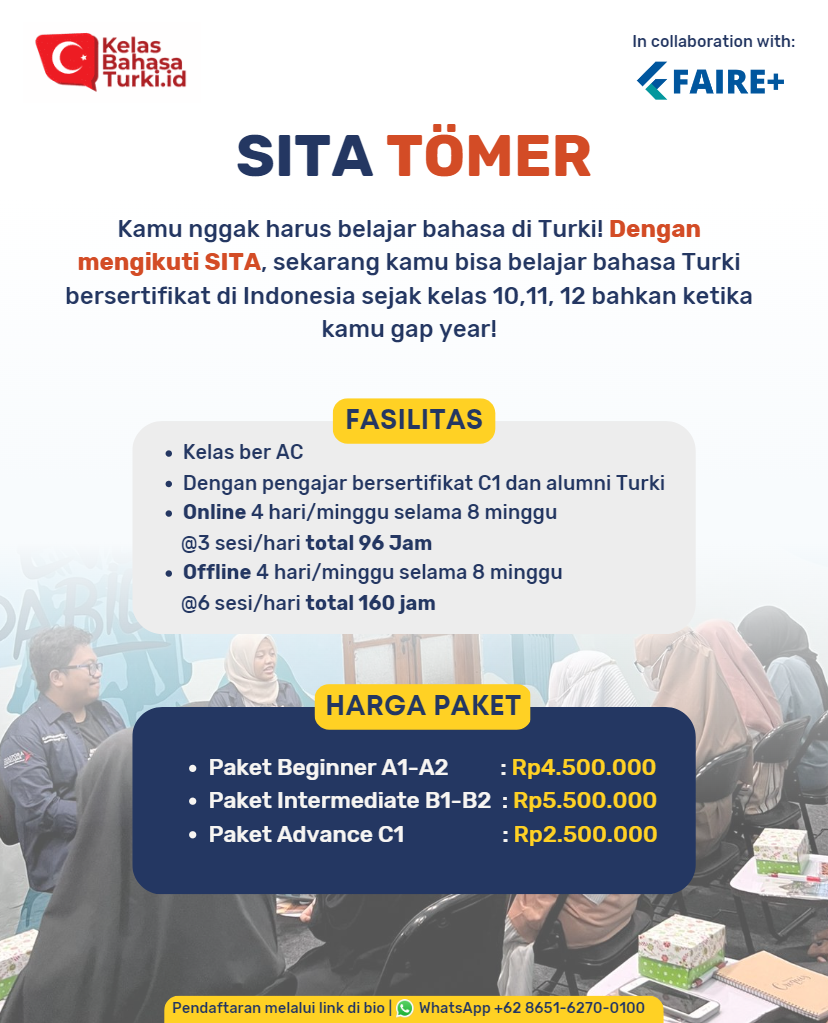 Kelas
Bahasa
Turki.id
In collaboration with:
FAIRE+
SITA TÖMER
Kamu nggak harus belajar bahasa di Turki! Dengan
mengikuti SITA, sekarang kamu bisa belajar bahasa Turki
bersertifikat di Indonesia sejak kelas 10,11, 12 bahkan ketika
kamu gap year!
FASILITAS
• Kelas ber AC
• Dengan pengajar bersertifikat C1 dan alumni Turki
• Online 4 hari/minggu selama 8 minggu
@3 sesi/hari total 96 Jam
• Offline 4 hari/minggu selama 8 minggu
@6 sesi/hari total 160 jam
HARGA PAKET
• Paket Beginner A1-A2 : Rp4.500.000
• Paket Intermediate B1-B2 : Rp5.500.000
• Paket Advance C1 : Rp2.500.000
Pendaftaran melalui link di bio | WhatsApp +62 8651-6270-0100